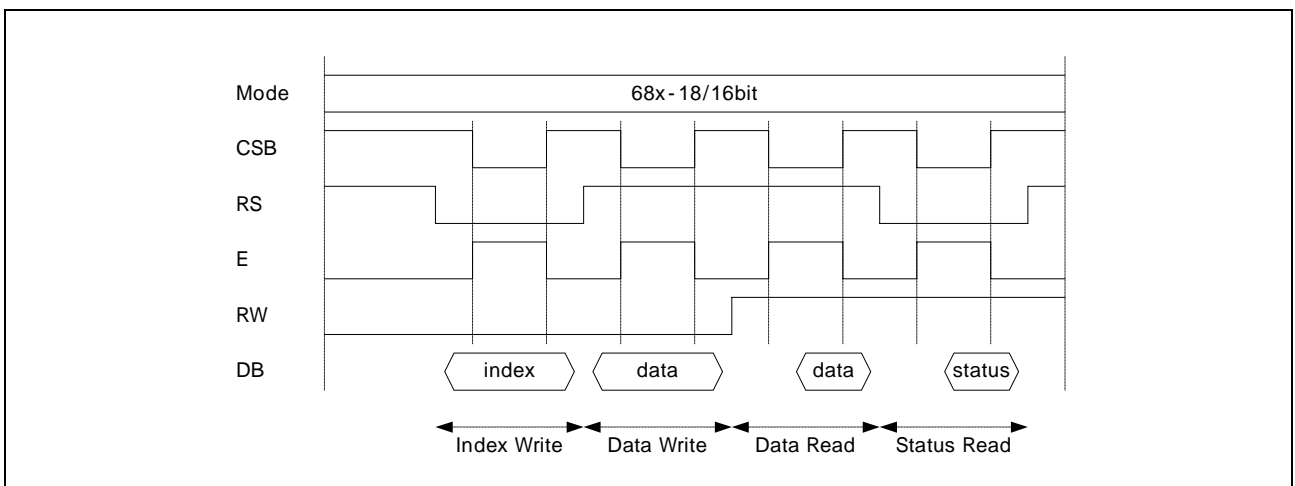 Mode 68x-18/16bit
CSB
RS
E
RW
DB index data data status
Index Write Data Write Data Read Status Read